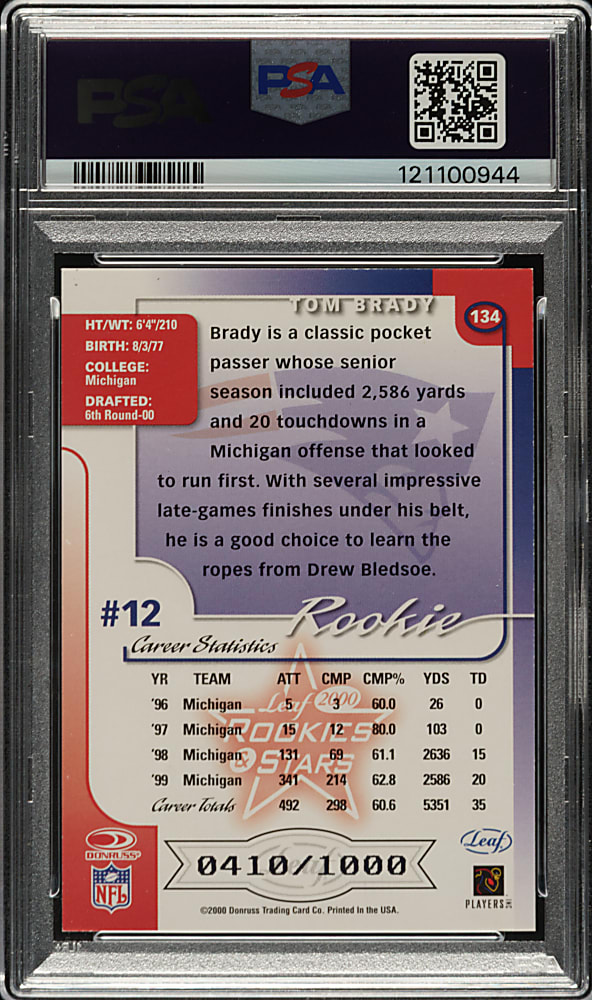 PSA
PSA
121100944
TOM BRADY
134
HT/WT: 6'4"/210
BIRTH: 8/3/77
COLLEGE:
Michigan
DRAFTED:
6th Round-00
Brady is a classic pocket
passer whose senior
season included 2,586 yards
and 20 touchdowns in a
Michigan offense that looked
to run first. With several impressive
late-games finishes under his belt,
he is a good choice to learn the
ropes from Drew Bledsoe.
#12
Rookie
Career Statistics
YR TEAM ATT CMP CMP% YDS TD
'96 Michigan 5 3 60.0 26 0
'97 Michigan 15 12 80.0 103 0
'98 Michigan 131 69 61.1 2636 15
'99 Michigan 341 214 62.8 2586 20
Career Totals 492 298 60.6 5351 35
Leaf 2000
ROOKIES
& STARS
DONRUSS
NFL
0410/1000
Leaf
PLAYERS INC
©2000 Donruss Trading Card Co. Printed In the USA.